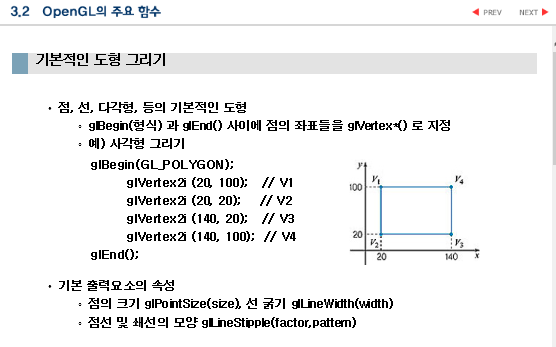 3.2 OpenGL의 주요 함수
PREV NEXT
기본적인 도형 그리기
• 점, 선, 다각형, 등의 기본적인 도형
◦ glBegin(형식) 과 glEnd() 사이에 점의 좌표들을 glVertex*() 로 지정
◦ 예) 사각형 그리기
glBegin(GL_POLYGON);
glVertex2i (20, 100); // V1
glVertex2i (20, 20); // V2
glVertex2i (140, 20); // V3
glVertex2i (140, 100); // V4
glEnd();
y
V1 V4
100
20
V2 V3
20 140 x
• 기본 출력요소의 속성
◦ 점의 크기 glPointSize(size), 선 굵기 glLineWidth(width)
◦ 점선 및 쇄선의 모양 glLineStipple(factor,pattern)